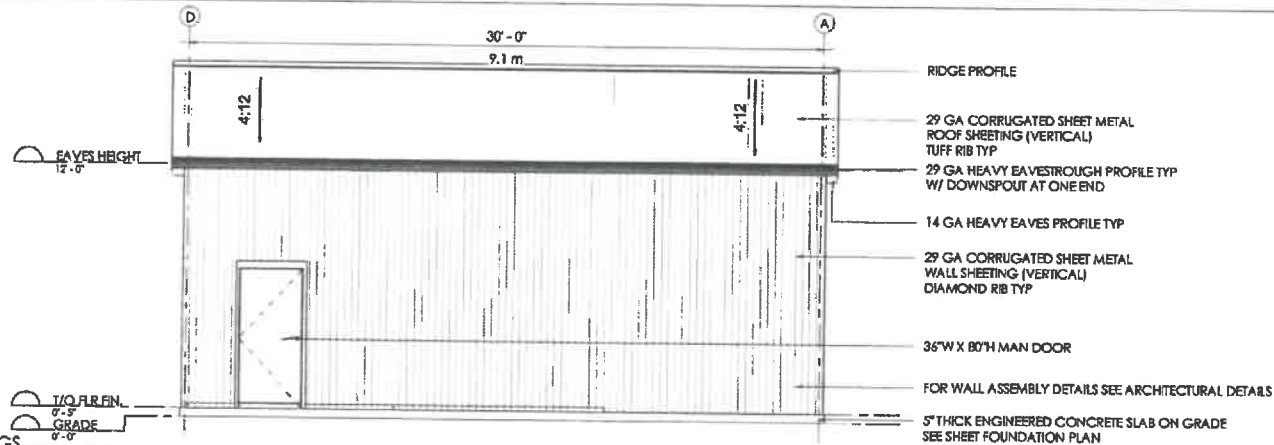 D
A
30'-0"
9.1 m
4:12
4:12
EAVES HEIGHT
12'-0"
T/O FLR FIN.
0'-5"
GRADE
0'-0"
GS
RIDGE PROFILE
29 GA CORRUGATED SHEET METAL
ROOF SHEETING (VERTICAL)
TUFF RIB TYP
29 GA HEAVY EAVESTROUGH PROFILE TYP
W/ DOWNSPOUT AT ONE END
14 GA HEAVY EAVES PROFILE TYP
29 GA CORRUGATED SHEET METAL
WALL SHEETING (VERTICAL)
DIAMOND RIB TYP
36"W X 80"H MAN DOOR
FOR WALL ASSEMBLY DETAILS SEE ARCHITECTURAL DETAILS
5" THICK ENGINEERED CONCRETE SLAB ON GRADE
SEE SHEET FOUNDATION PLAN